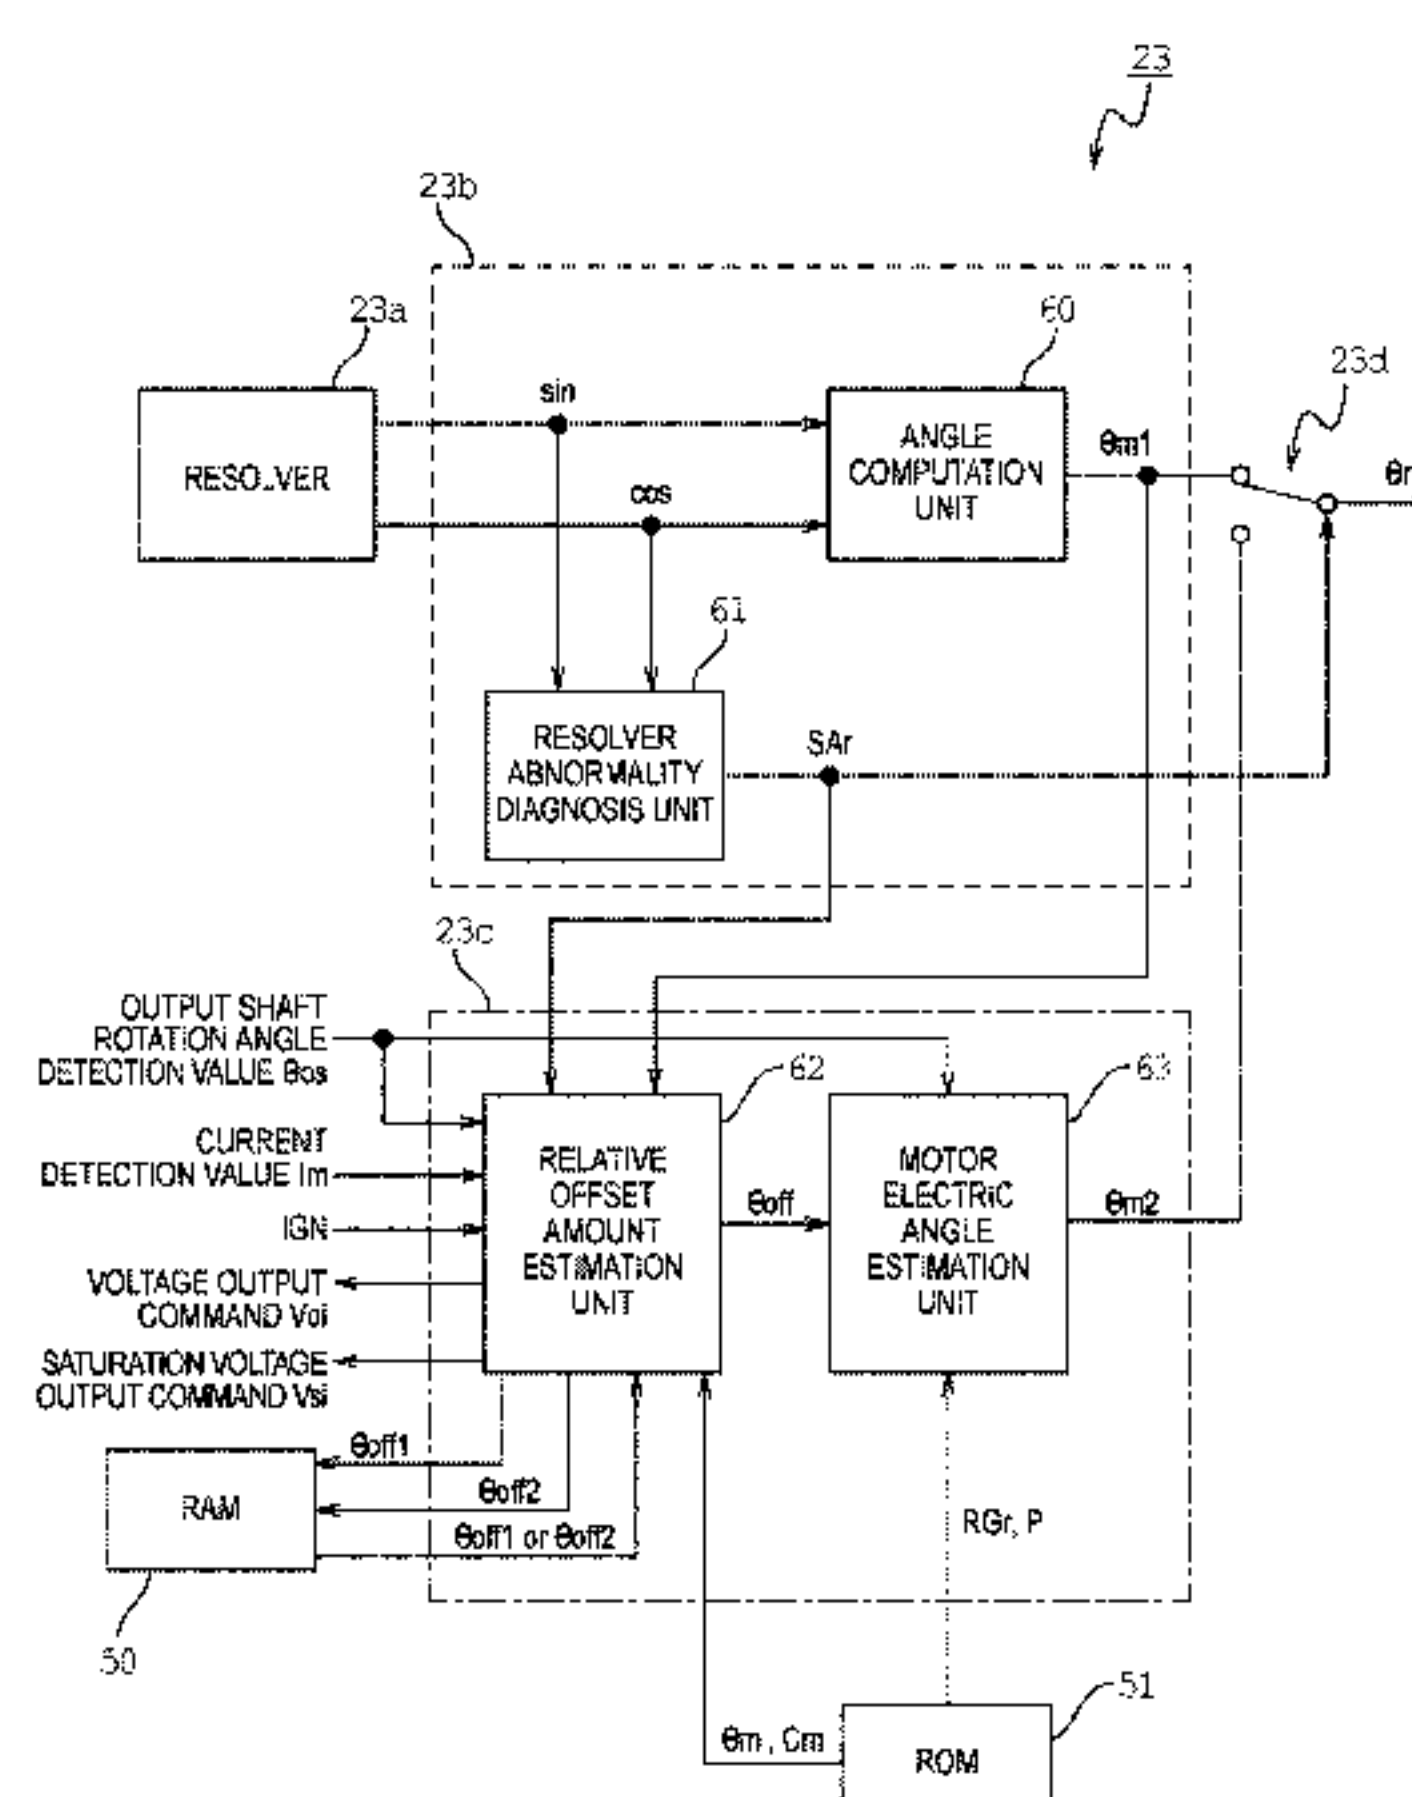 23
23b
23a
60
23d
sin
RESOLVER
ANGLE
COMPUTATION
UNIT
θm1
cos
61
RESOLVER
ABNORMALITY
DIAGNOSIS UNIT
SAr
23c
OUTPUT SHAFT
ROTATION ANGLE
DETECTION VALUE θos
62
63
CURRENT
DETECTION VALUE Im
IGN
VOLTAGE OUTPUT
COMMAND Voi
SATURATION VOLTAGE
OUTPUT COMMAND Vsi
RELATIVE
OFFSET
AMOUNT
ESTIMATION
UNIT
θoff
MOTOR
ELECTRIC
ANGLE
ESTIMATION
UNIT
θm2
θoff1
θoff2
θoff1 or θoff2
RAM
RGr, P
50
51
θm , Cm
ROM